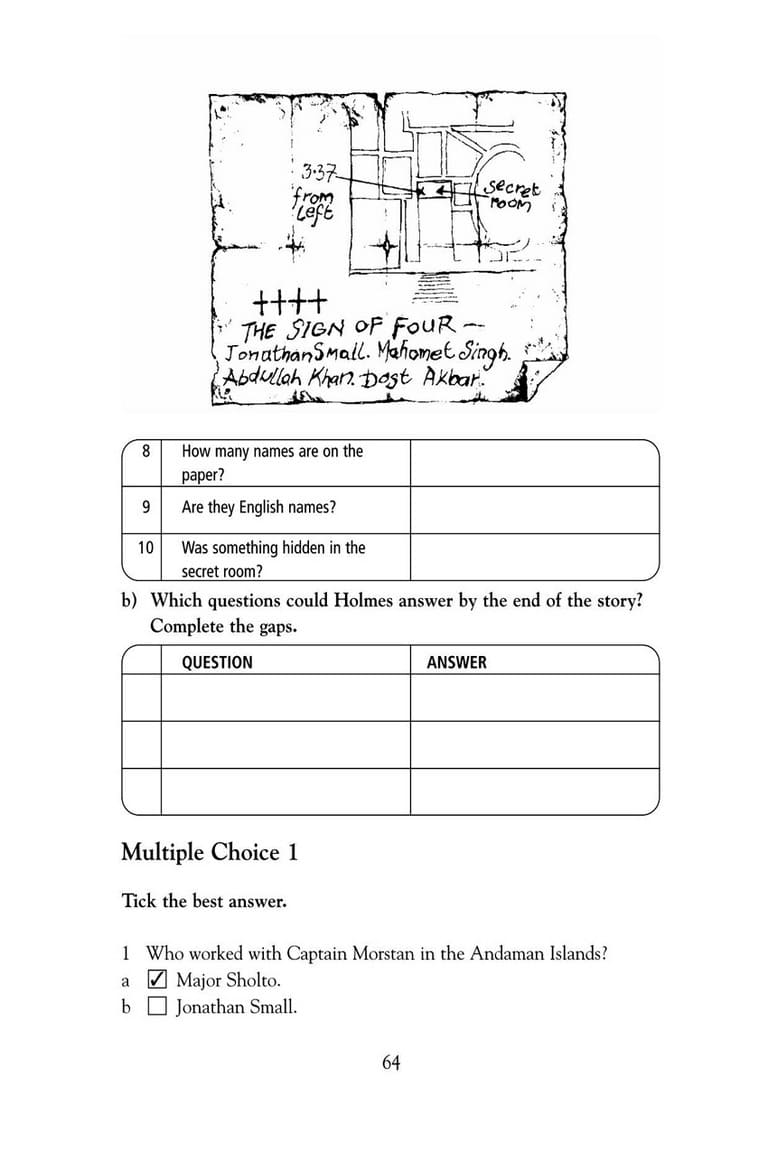 3·37
from
Left
secret
room
++++
THE SIGN OF FOUR —
Jonathan Small. Mahomet Singh.
Abdullah Khan. Dost Akbar.
8 How many names are on the
paper?
9 Are they English names?
10 Was something hidden in the
secret room?
b) Which questions could Holmes answer by the end of the story?
Complete the gaps.
QUESTION ANSWER
Multiple Choice 1
Tick the best answer.
1 Who worked with Captain Morstan in the Andaman Islands?
a ☑ Major Sholto.
b ☐ Jonathan Small.
64